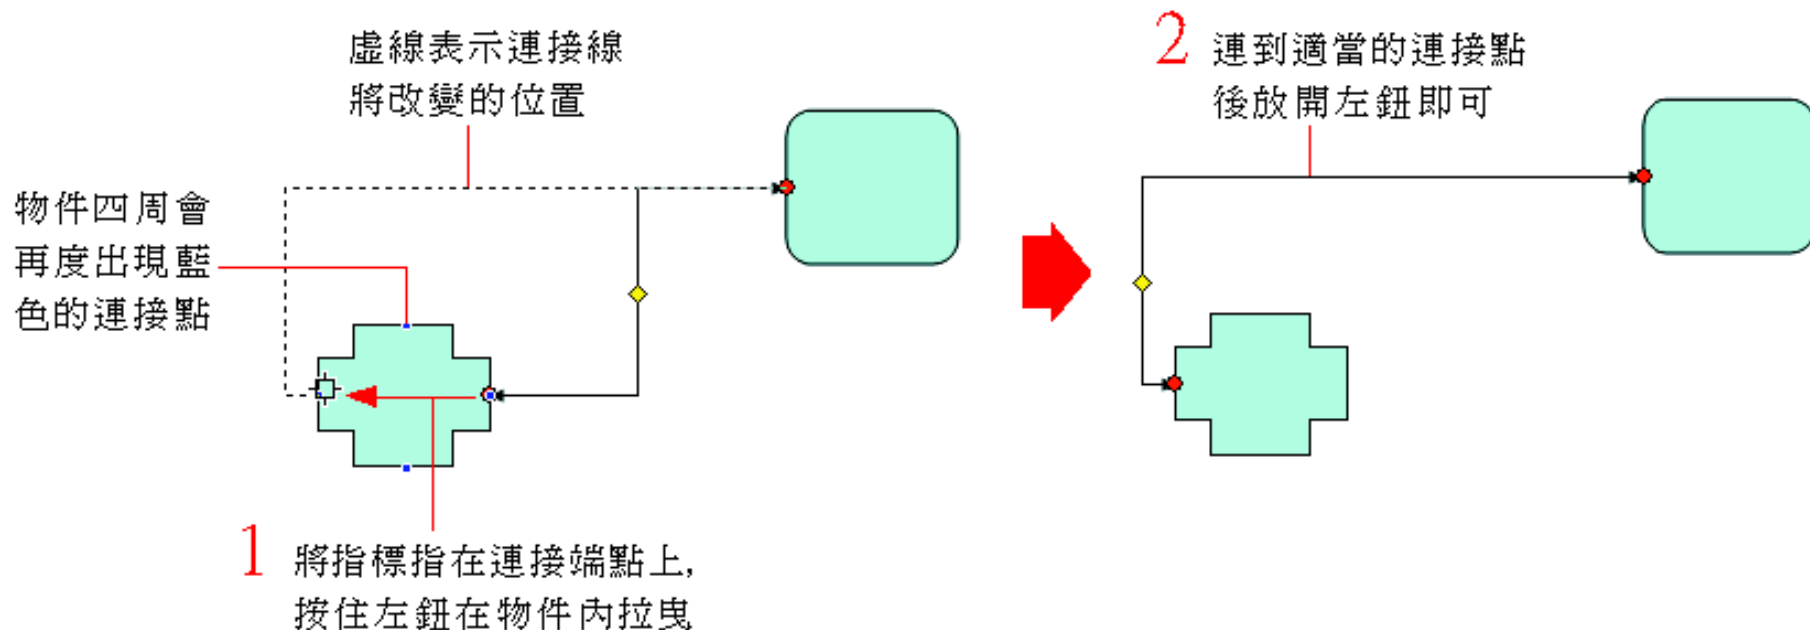 虛線表示連接線
將改變的位置
物件四周會
再度出現藍
色的連接點
1 將指標指在連接端點上,
按住左鈕在物件內拉曳
2 連到適當的連接點
後放開左鈕即可